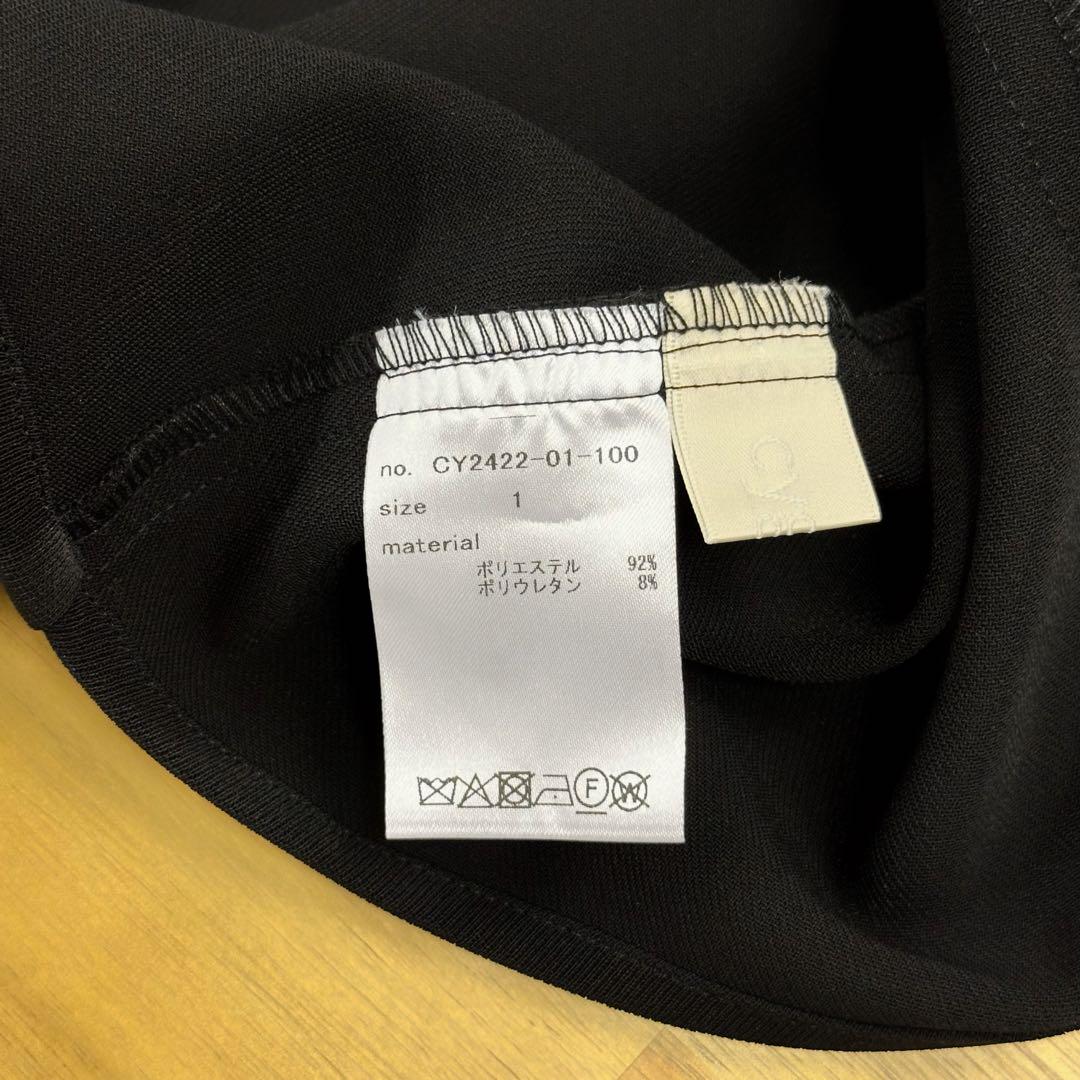 no. CY2422-01-100
size 1
material
ポリエステル 92%
ポリウレタン 8%
F
W